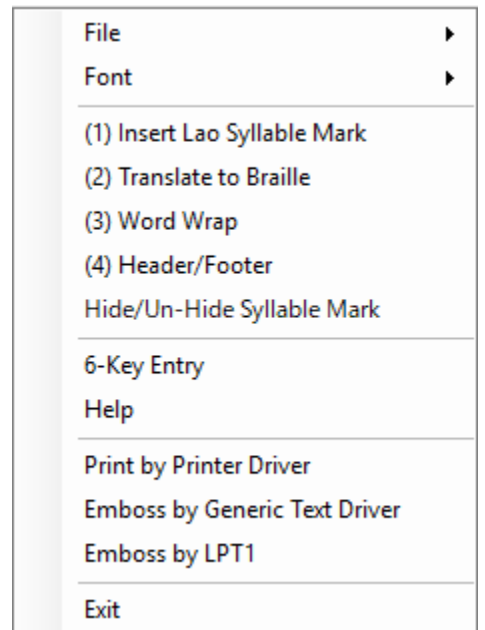 File
Font
(1) Insert Lao Syllable Mark
(2) Translate to Braille
(3) Word Wrap
(4) Header/Footer
Hide/Un-Hide Syllable Mark
6-Key Entry
Help
Print by Printer Driver
Emboss by Generic Text Driver
Emboss by LPT1
Exit